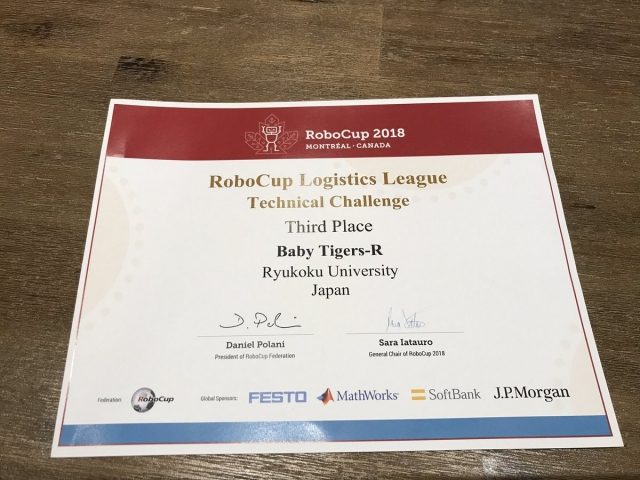 RoboCup 2018
MONTRÉAL · CANADA
RoboCup Logistics League
Technical Challenge
Third Place
Baby Tigers-R
Ryukoku University
Japan
Daniel Polani
President of RoboCup Federation
Sara Iatauro
General Chair of RoboCup 2018
Federation: RoboCup Global Sponsors: FESTO MathWorks SoftBank J.P.Morgan